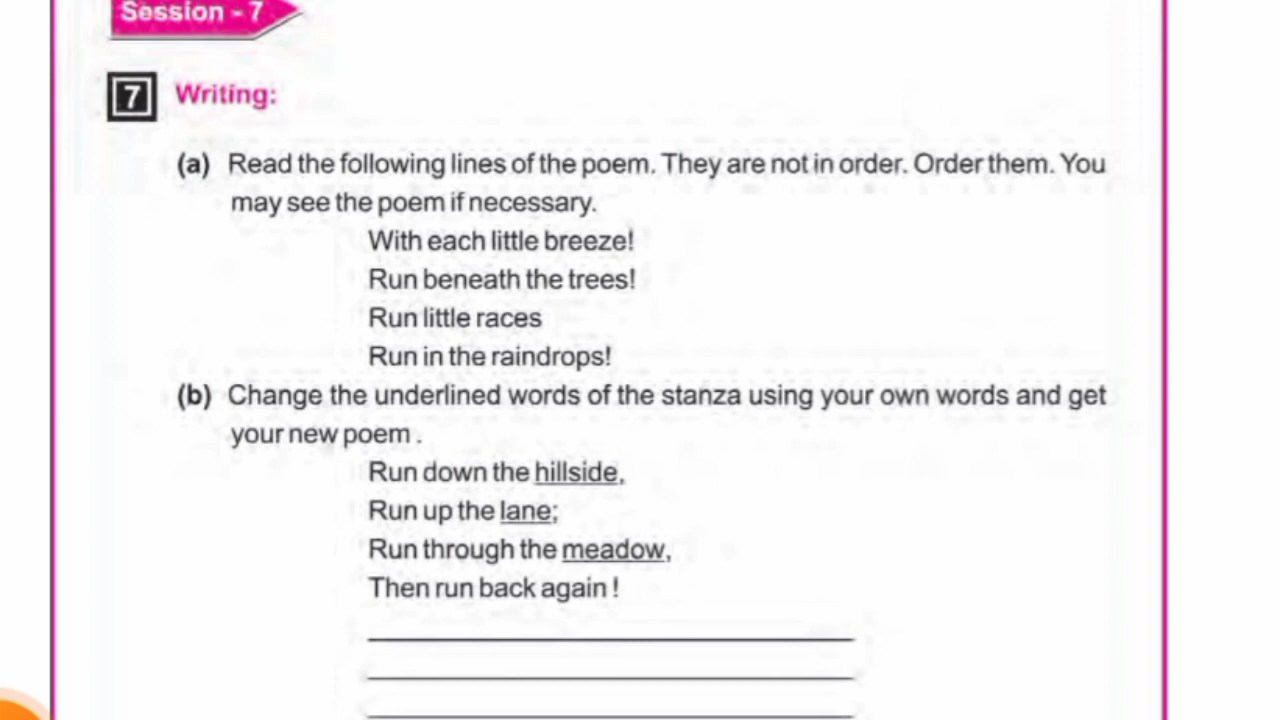 Session - 7
7 Writing:
(a) Read the following lines of the poem. They are not in order. Order them. You
may see the poem if necessary.
With each little breeze!
Run beneath the trees!
Run little races
Run in the raindrops!
(b) Change the underlined words of the stanza using your own words and get
your new poem .
Run down the hillside,
Run up the lane;
Run through the meadow,
Then run back again !